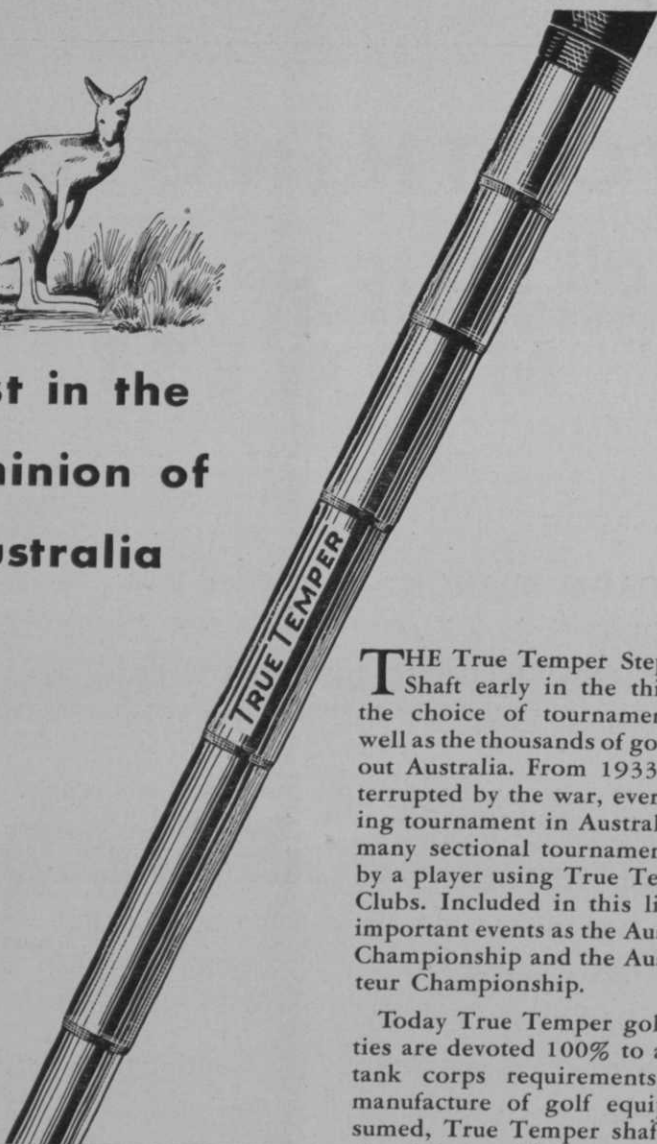 st in the
minion of
ustralia
TRUE TEMPER
THE True Temper Step
Shaft early in the thi
the choice of tournamen
well as the thousands of go
out Australia. From 1933
terrupted by the war, ever
ing tournament in Austral
many sectional tournamen
by a player using True Te
Clubs. Included in this li
important events as the Au
Championship and the Au
teur Championship.
Today True Temper gol
ties are devoted 100% to a
tank corps requirements
manufacture of golf equi
sumed, True Temper shaf